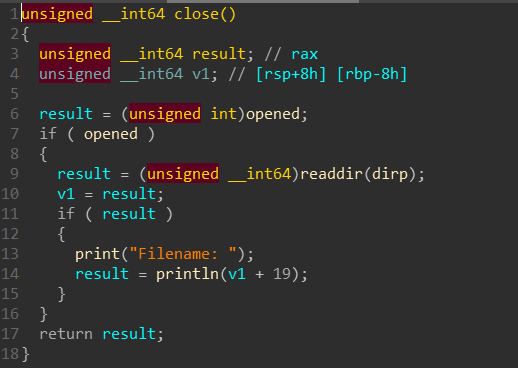 1 unsigned __int64 close()
2 {
3   unsigned __int64 result; // rax
4   unsigned __int64 v1; // [rsp+8h] [rbp-8h]
5
6   result = (unsigned int)opened;
7   if ( opened )
8   {
9     result = (unsigned __int64)readdir(dirp);
10     v1 = result;
11     if ( result )
12     {
13       print("Filename: ");
14       result = println(v1 + 19);
15     }
16   }
17   return result;
18 }